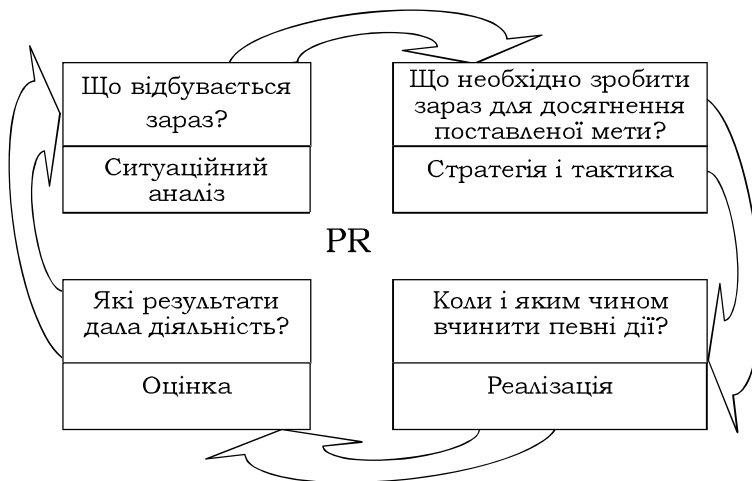 Що відбувається
зараз?
Ситуаційний
аналіз
Що необхідно зробити
зараз для досягнення
поставленої мети?
Стратегія і тактика
PR
Які результати
дала діяльність?
Оцінка
Коли і яким чином
вчинити певні дії?
Реалізація